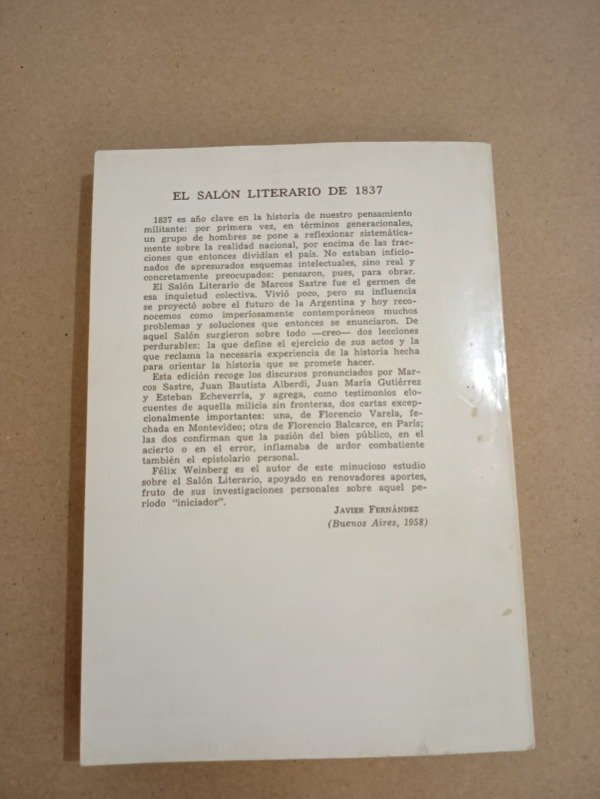 EL SALÓN LITERARIO DE 1837
1837 es año clave en la historia de nuestro pensamiento
militante: por primera vez, en términos generacionales,
un grupo de hombres se pone a reflexionar sistemática-
mente sobre la realidad nacional, por encima de las frac-
ciones que entonces dividían el país. No estaban inficio-
nados de apresurados esquemas intelectuales, sino real y
concretamente preocupados: pensaron, pues, para obrar.
El Salón Literario de Marcos Sastre fue el germen de
esa inquietud colectiva. Vivió poco, pero su influencia
se proyectó sobre el futuro de la Argentina y hoy reco-
nocemos como imperiosamente contemporáneos muchos
problemas y soluciones que entonces se enunciaron. De
aquel Salón surgieron sobre todo —creo— dos lecciones
perdurables: la que define el ejercicio de sus actos y la
que reclama la necesaria experiencia de la historia hecha
para orientar la historia que se promete hacer.
Esta edición recoge los discursos pronunciados por Mar-
cos Sastre, Juan Bautista Alberdi, Juan María Gutiérrez
y Esteban Echeverría, y agrega, como testimonios elo-
cuentes de aquella milicia sin fronteras, dos cartas excep-
cionalmente importantes: una, de Florencio Varela, fe-
chada en Montevideo; otra de Florencio Balcarce, en París;
las dos confirman que la pasión del bien público, en el
acierto o en el error, inflamaba de ardor combatiente
también el epistolario personal.
Félix Weinberg es el autor de este minucioso estudio
sobre el Salón Literario, apoyado en renovadores aportes,
fruto de sus investigaciones personales sobre aquel pe-
ríodo "iniciador".
JAVIER FERNÁNDEZ
(Buenos Aires, 1958)